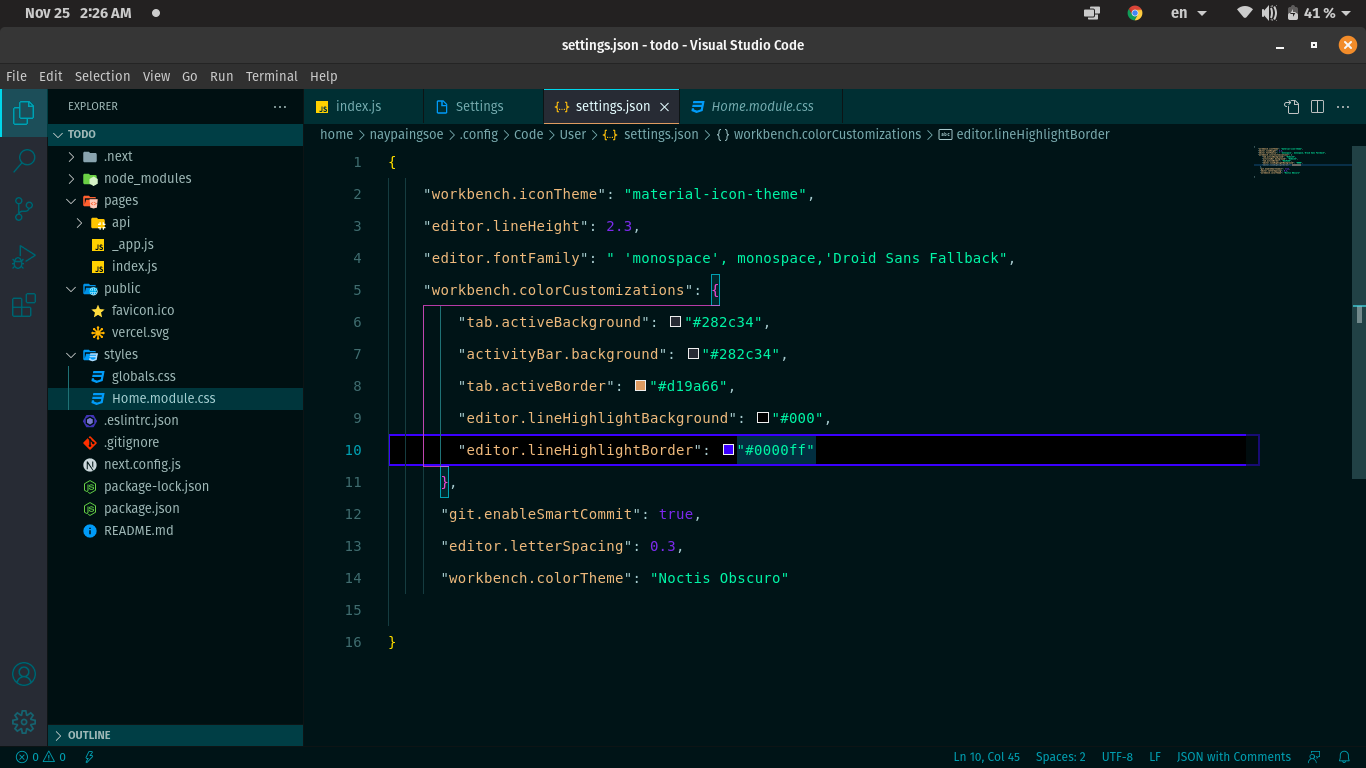 Nov 25 2:26 AM
en
41 %
settings.json - todo - Visual Studio Code
File Edit Selection View Go Run Terminal Help
EXPLORER
index.js
Settings
settings.json
Home.module.css
TODO
home > naypaingsoe > .config > Code > User > settings.json > { } workbench.colorCustomizations > editor.lineHighlightBorder
.next
node_modules
pages
api
_app.js
index.js
public
favicon.ico
vercel.svg
styles
globals.css
Home.module.css
.eslintrc.json
.gitignore
next.config.js
package-lock.json
package.json
README.md
1 {
2 "workbench.iconTheme": "material-icon-theme",
3 "editor.lineHeight": 2.3,
4 "editor.fontFamily": " 'monospace', monospace,'Droid Sans Fallback",
5 "workbench.colorCustomizations": {
6 "tab.activeBackground": "#282c34",
7 "activityBar.background": "#282c34",
8 "tab.activeBorder": "#d19a66",
9 "editor.lineHighlightBackground": "#000",
10 "editor.lineHighlightBorder": "#0000ff"
11 },
12 "git.enableSmartCommit": true,
13 "editor.letterSpacing": 0.3,
14 "workbench.colorTheme": "Noctis Obscuro"
15
16 }
OUTLINE
0 0
Ln 10, Col 45 Spaces: 2 UTF-8 LF JSON with Comments